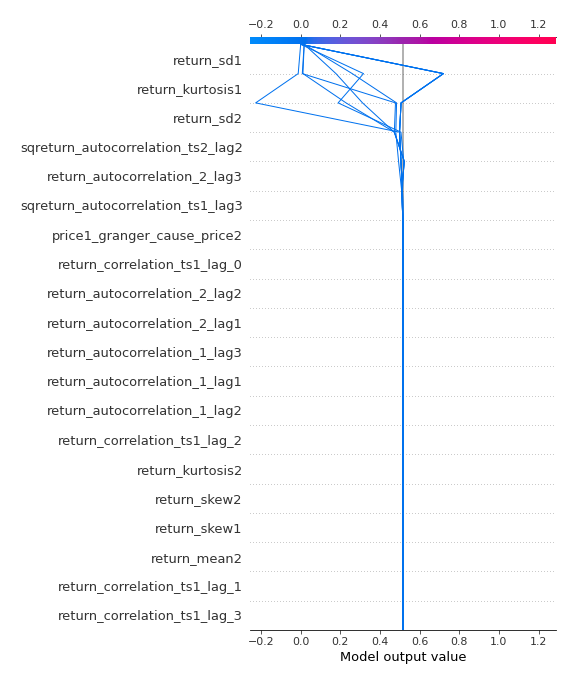 −0.2 0.0 0.2 0.4 0.6 0.8 1.0 1.2
return_sd1
return_kurtosis1
return_sd2
sqreturn_autocorrelation_ts2_lag2
return_autocorrelation_2_lag3
sqreturn_autocorrelation_ts1_lag3
price1_granger_cause_price2
return_correlation_ts1_lag_0
return_autocorrelation_2_lag2
return_autocorrelation_2_lag1
return_autocorrelation_1_lag3
return_autocorrelation_1_lag1
return_autocorrelation_1_lag2
return_correlation_ts1_lag_2
return_kurtosis2
return_skew2
return_skew1
return_mean2
return_correlation_ts1_lag_1
return_correlation_ts1_lag_3
−0.2 0.0 0.2 0.4 0.6 0.8 1.0 1.2
Model output value